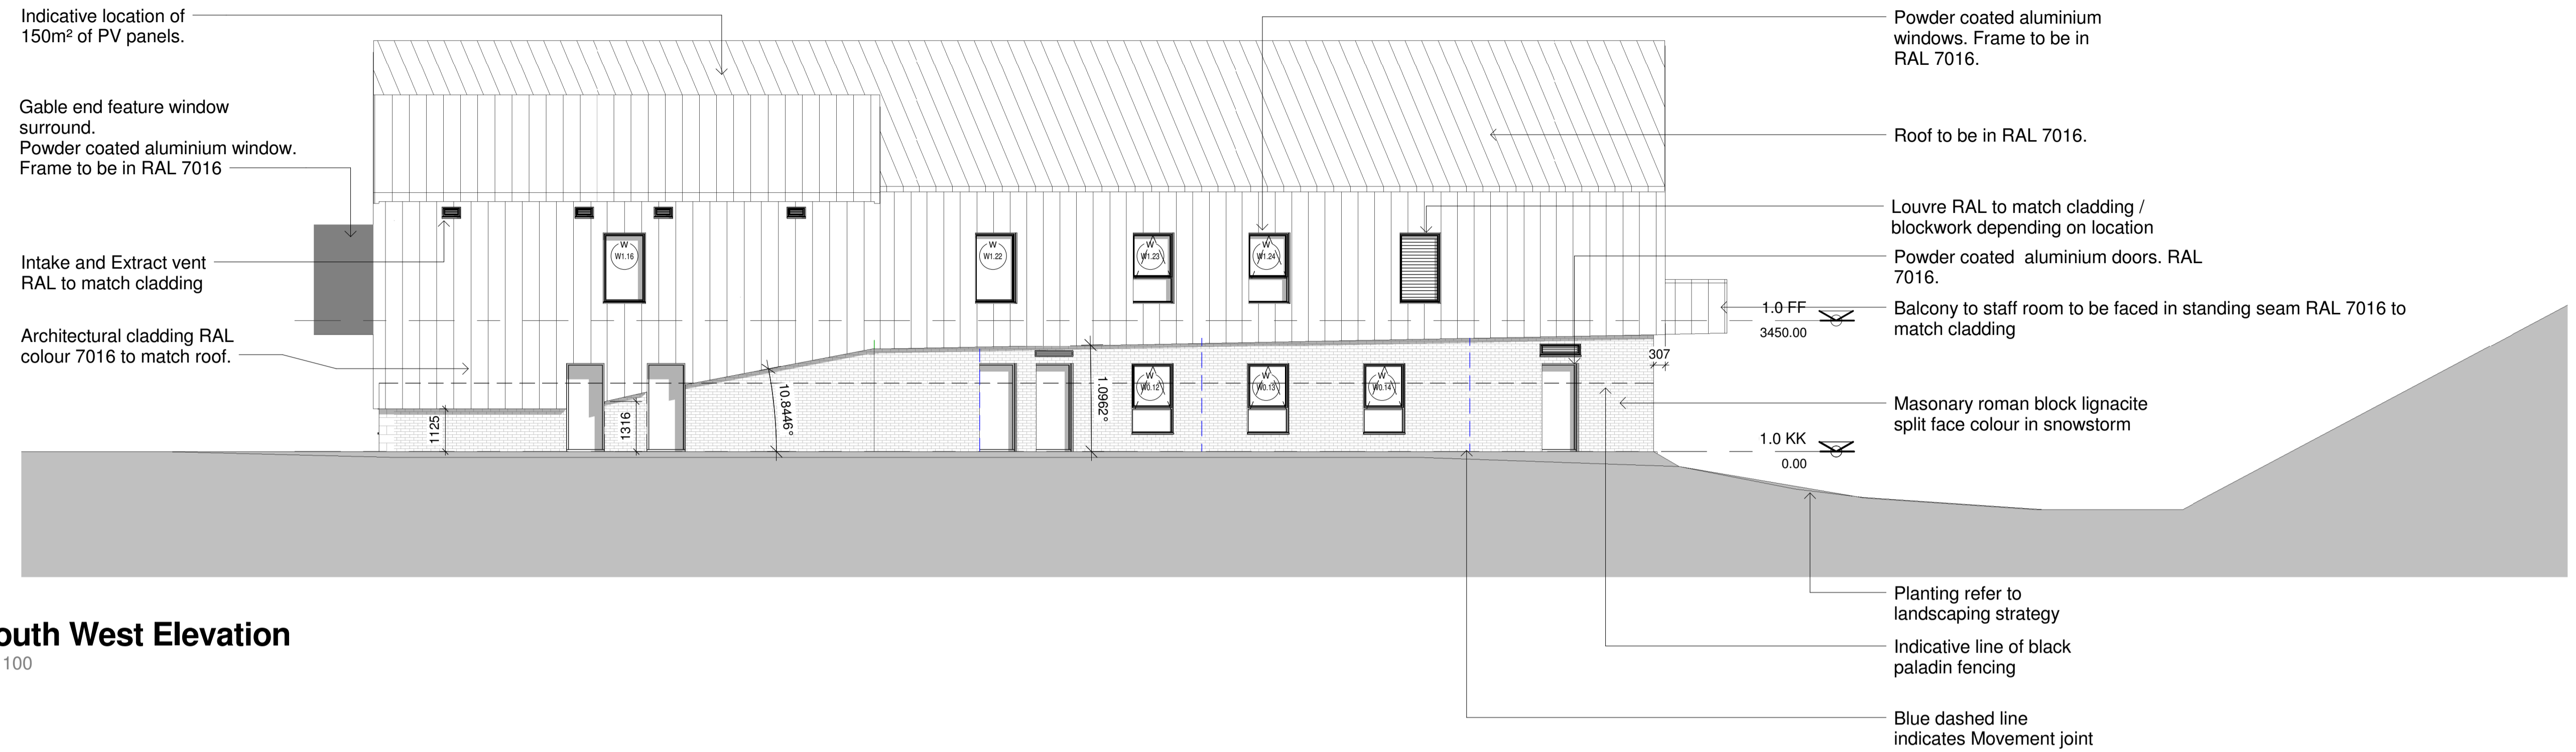 Indicative location of
150m² of PV panels.
Gable end feature window
surround.
Powder coated aluminium window.
Frame to be in RAL 7016
Intake and Extract vent
RAL to match cladding
Architectural cladding RAL
colour 7016 to match roof.
Powder coated aluminium
windows. Frame to be in
RAL 7016.
Roof to be in RAL 7016.
Louvre RAL to match cladding /
blockwork depending on location
Powder coated aluminium doors. RAL
7016.
Balcony to staff room to be faced in standing seam RAL 7016 to
match cladding
Masonary roman block lignacite
split face colour in snowstorm
Planting refer to
landscaping strategy
Indicative line of black
paladin fencing
Blue dashed line
indicates Movement joint
W
W1.16
W
W1.22
W
W1.23
W
W1.24
W
W0.12
W
W0.13
W
W0.14
1125
1316
10.8446°
1.0962°
307
1.0 FF
3450.00
1.0 KK
0.00
outh West Elevation
100